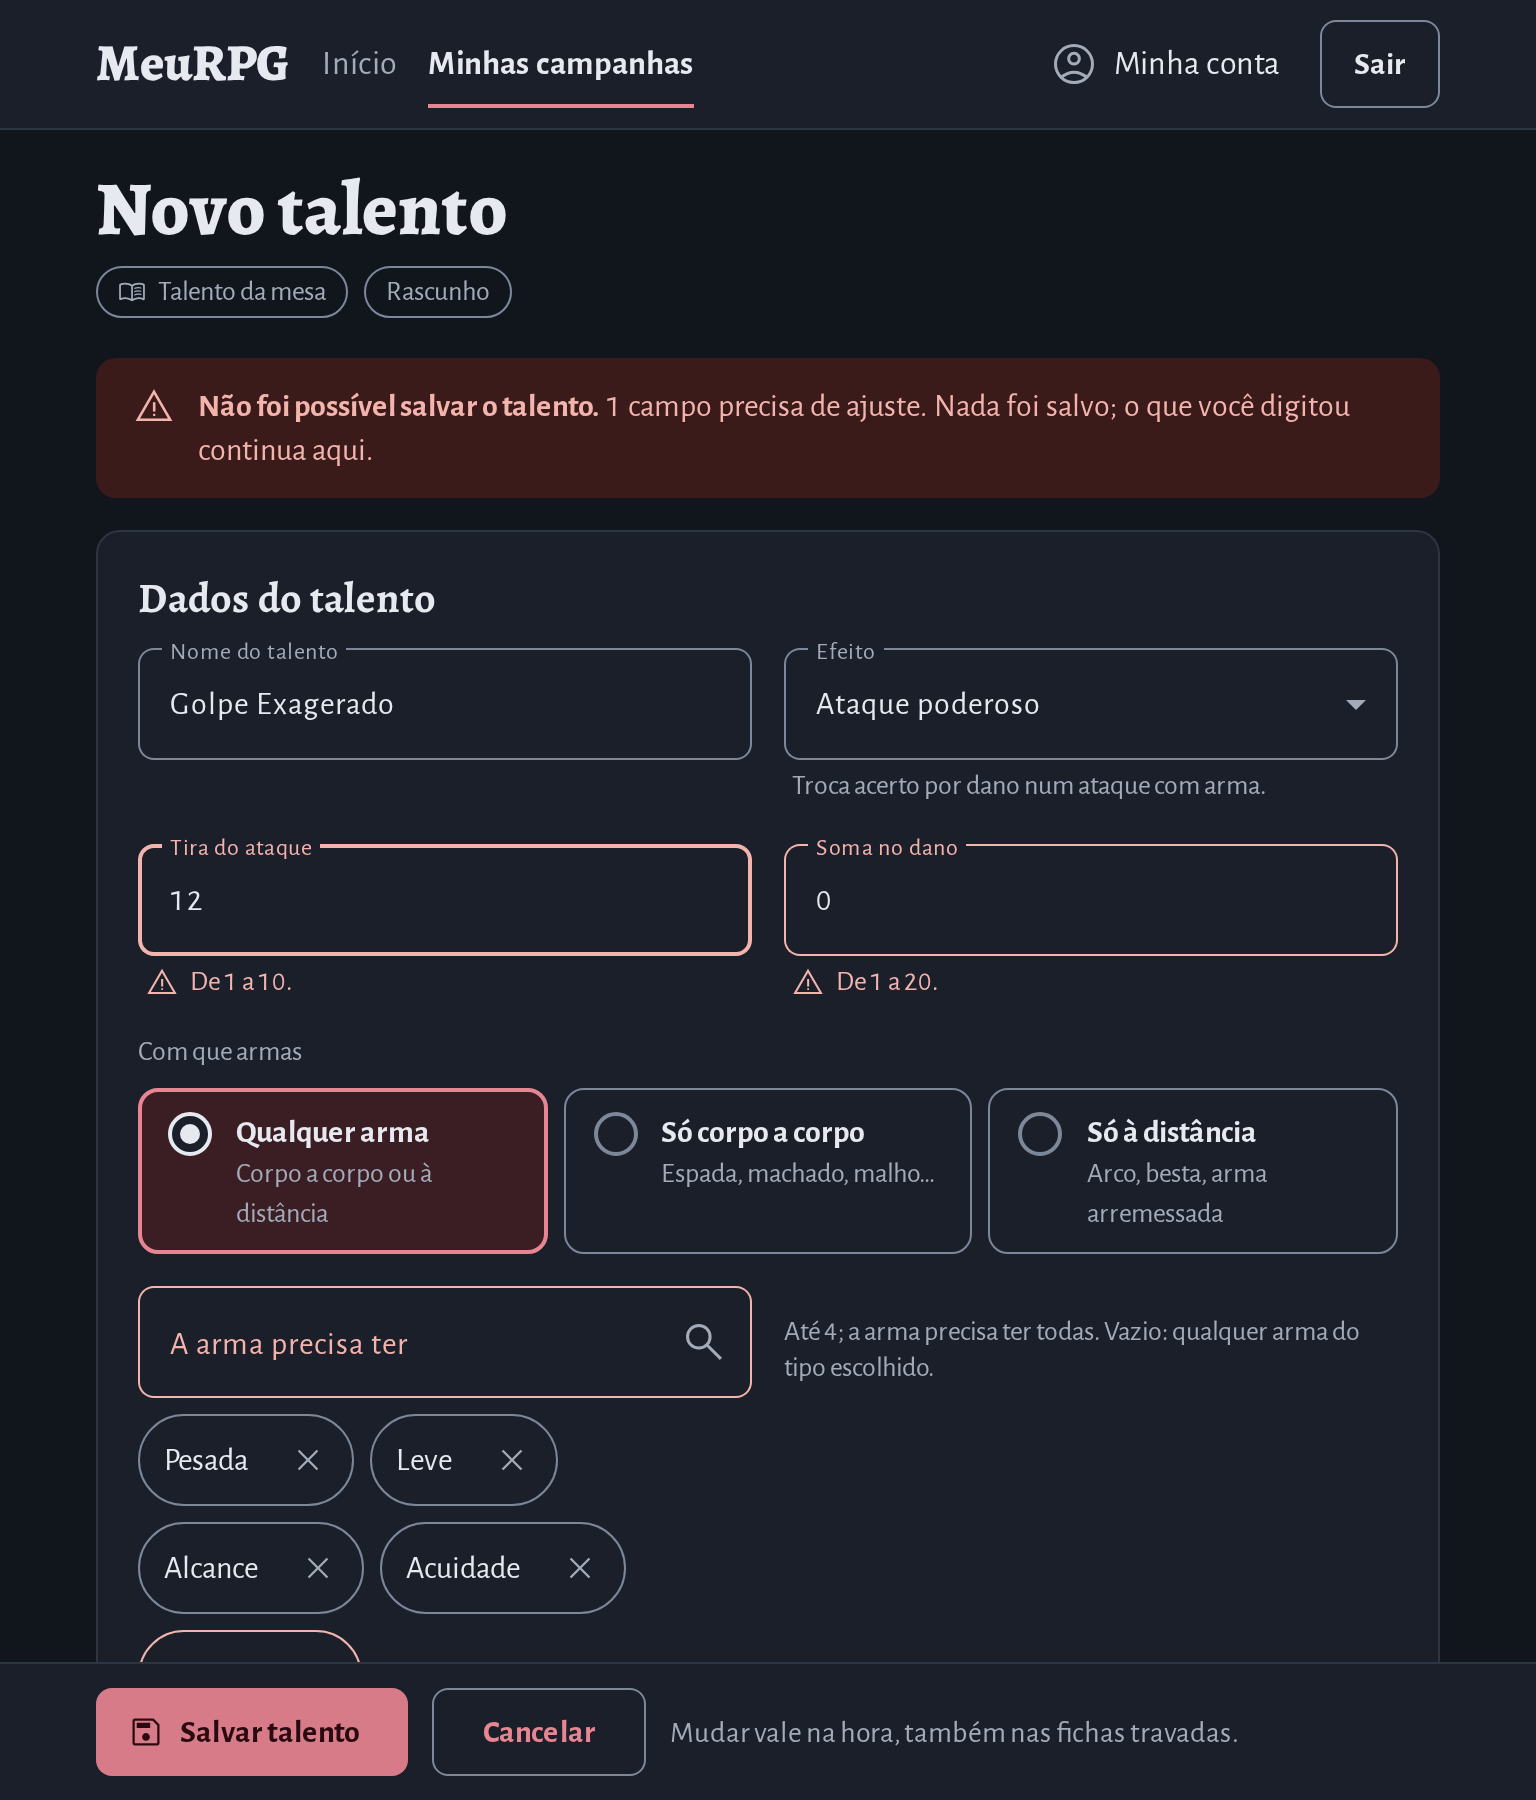 MeuRPG Início Minhas campanhas Minha conta Sair
Novo talento
Talento da mesa Rascunho
Não foi possível salvar o talento. 1 campo precisa de ajuste. Nada foi salvo; o que você digitou
continua aqui.
Dados do talento
Nome do talento Efeito
Golpe Exagerado Ataque poderoso
Troca acerto por dano num ataque com arma.
Tira do ataque Soma no dano
12 0
De 1 a 10. De 1 a 20.
Com que armas
Qualquer arma Só corpo a corpo Só à distância
Corpo a corpo ou à Espada, machado, malho... Arco, besta, arma
distância arremessada
A arma precisa ter Até 4; a arma precisa ter todas. Vazio: qualquer arma do
tipo escolhido.
Pesada Leve
Alcance Acuidade
Salvar talento Cancelar Mudar vale na hora, também nas fichas travadas.